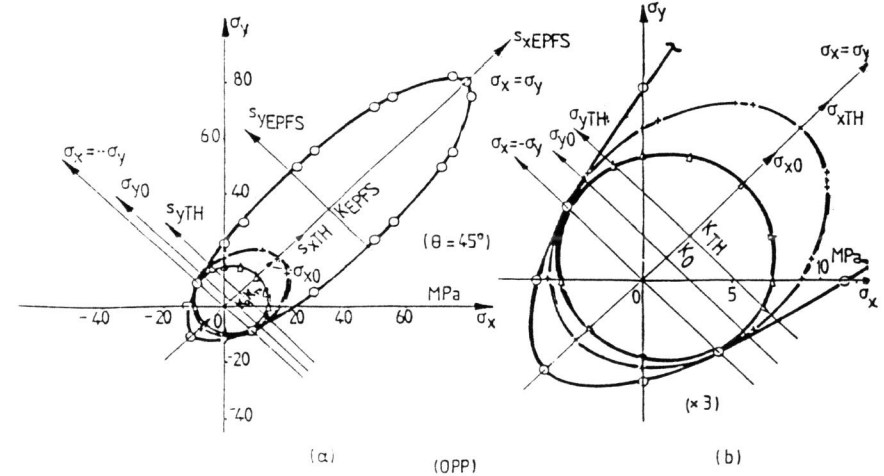 σy
SxEPFS
80
σx=σy
SyEPFS
60
σx=-σy
σy0
SyTH
40
KEPFS
SxTH
(θ = 45°)
σx0
MPa
-40
-20
0
20
40
60
σx
-20
-40
(a)
(OPP)
σy
σx=σy
σyTH
σxTH
σy0
σx=-σy
σx0
KTH
K0
10
MPa
0
5
σx
(×3)
(b)